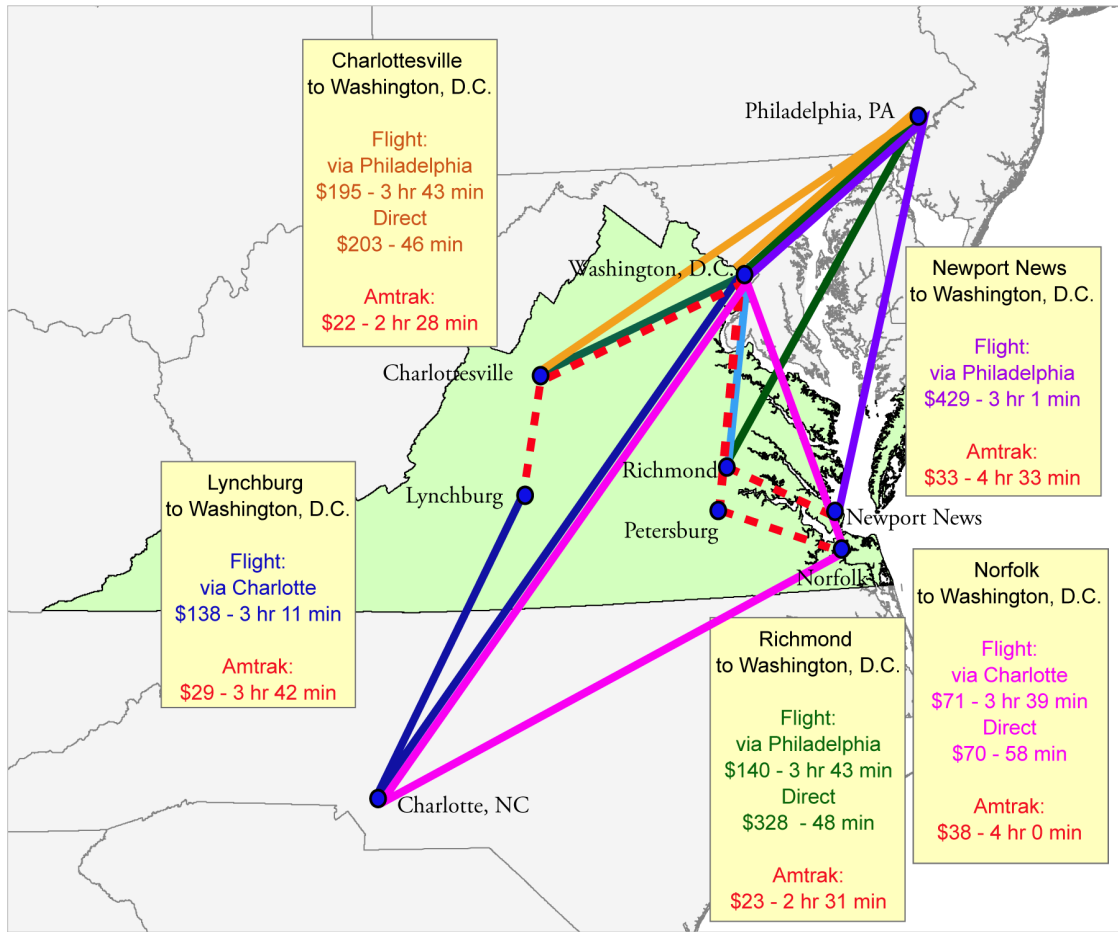 Charlottesville
to Washington, D.C.
Flight:
via Philadelphia
$195 - 3 hr 43 min
Direct
$203 - 46 min
Amtrak:
$22 - 2 hr 28 min
Philadelphia, PA
Washington, D.C.
Newport News
to Washington, D.C.
Flight:
via Philadelphia
$429 - 3 hr 1 min
Amtrak:
$33 - 4 hr 33 min
Charlottesville
Lynchburg
to Washington, D.C.
Flight:
via Charlotte
$138 - 3 hr 11 min
Amtrak:
$29 - 3 hr 42 min
Richmond
Lynchburg
Petersburg
Newport News
Norfolk
Norfolk
to Washington, D.C.
Flight:
via Charlotte
$71 - 3 hr 39 min
Direct
$70 - 58 min
Amtrak:
$38 - 4 hr 0 min
Richmond
to Washington, D.C.
Flight:
via Philadelphia
$140 - 3 hr 43 min
Direct
$328 - 48 min
Amtrak:
$23 - 2 hr 31 min
Charlotte, NC